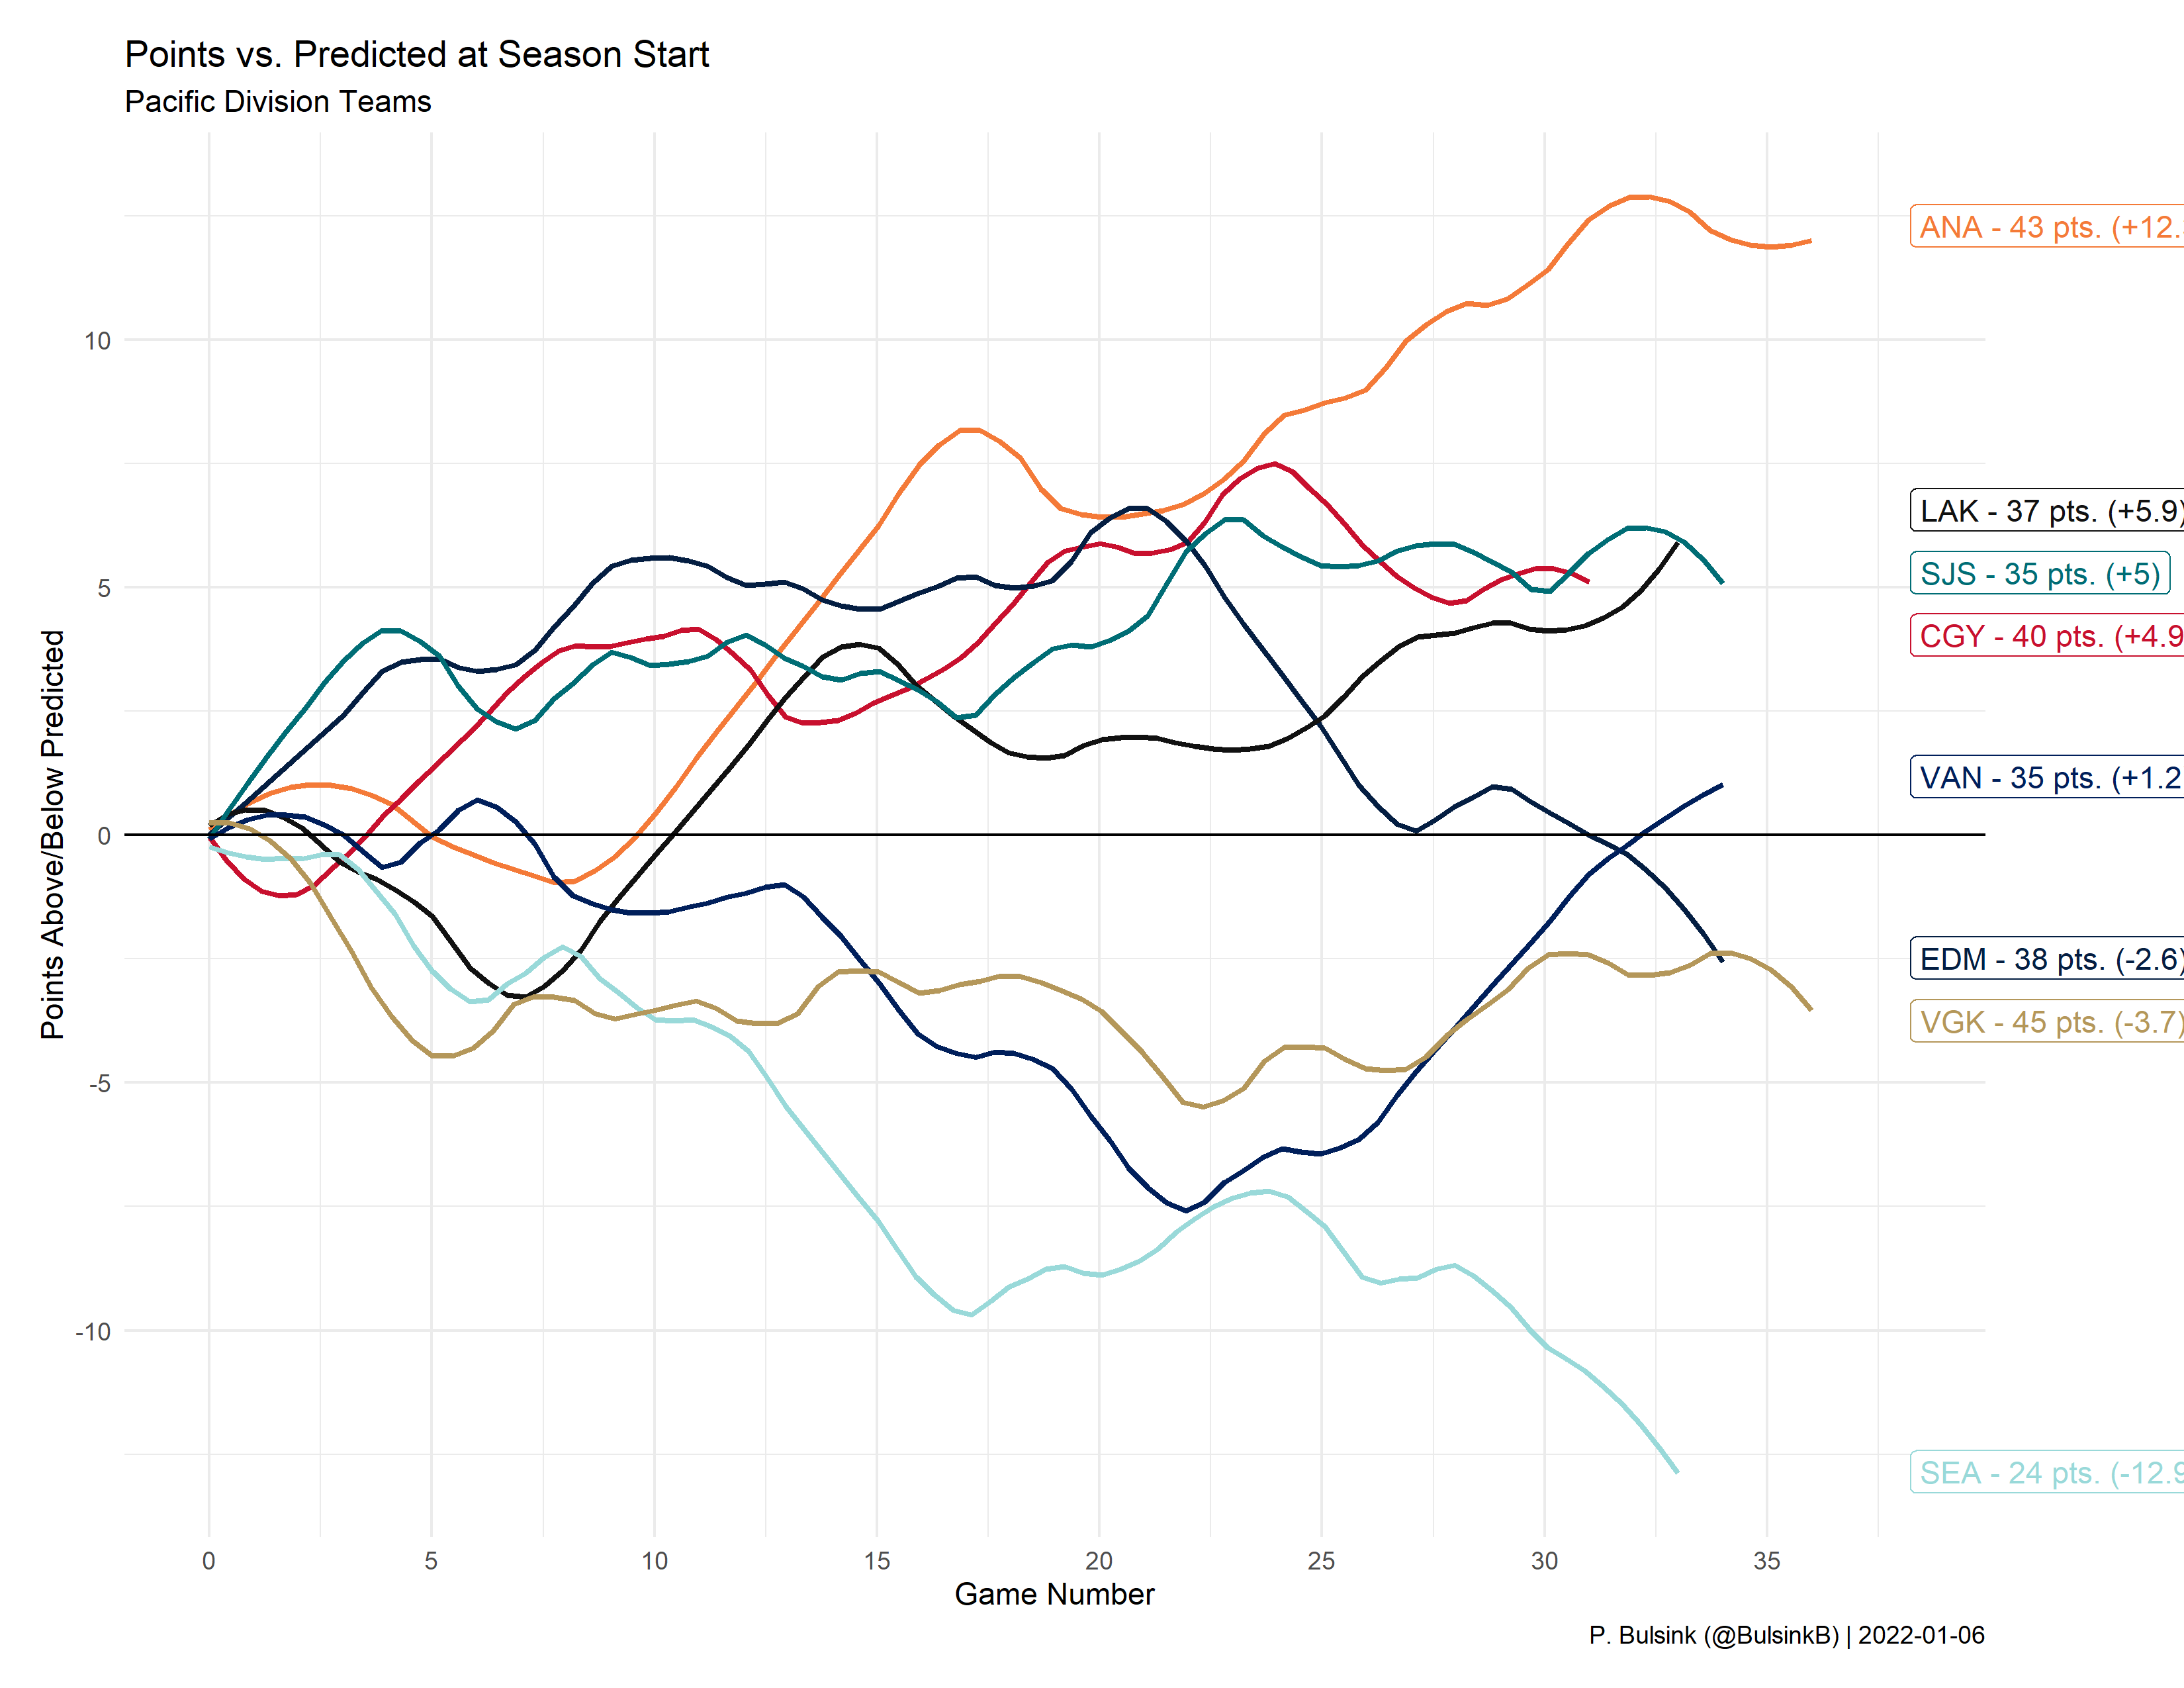 Points vs. Predicted at Season Start
Pacific Division Teams
Points Above/Below Predicted
10
5
0
-5
-10
ANA - 43 pts. (+12.
LAK - 37 pts. (+5.9)
SJS - 35 pts. (+5)
CGY - 40 pts. (+4.9
VAN - 35 pts. (+1.2
EDM - 38 pts. (-2.6)
VGK - 45 pts. (-3.7)
SEA - 24 pts. (-12.9
0 5 10 15 20 25 30 35
Game Number
P. Bulsink (@BulsinkB) | 2022-01-06